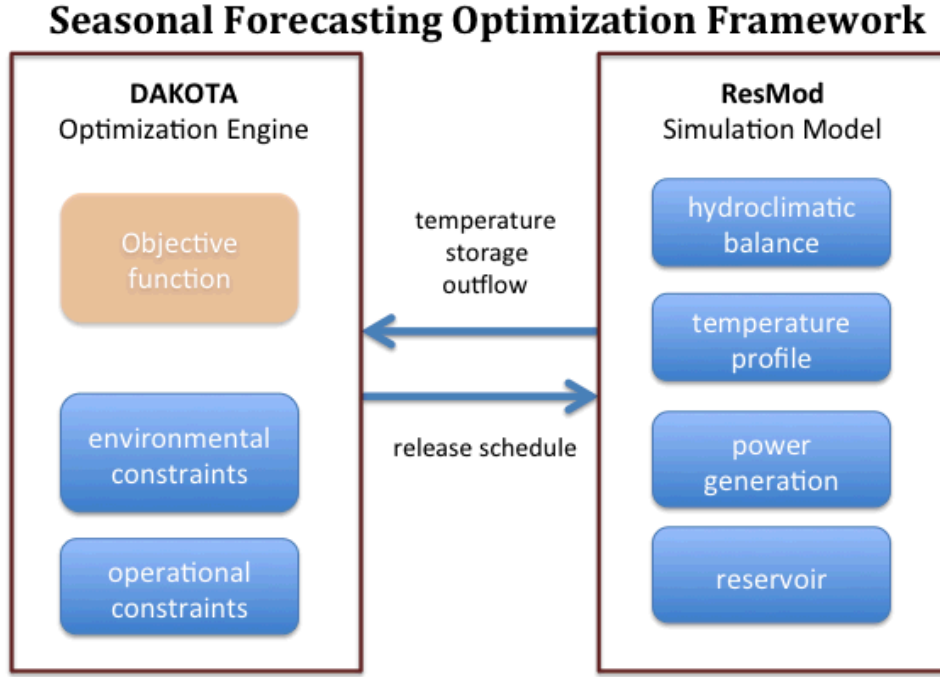 Seasonal Forecasting Optimization Framework
DAKOTA
Optimization Engine
Objective
function
environmental
constraints
operational
constraints
temperature
storage
outflow
release schedule
ResMod
Simulation Model
hydroclimatic
balance
temperature
profile
power
generation
reservoir